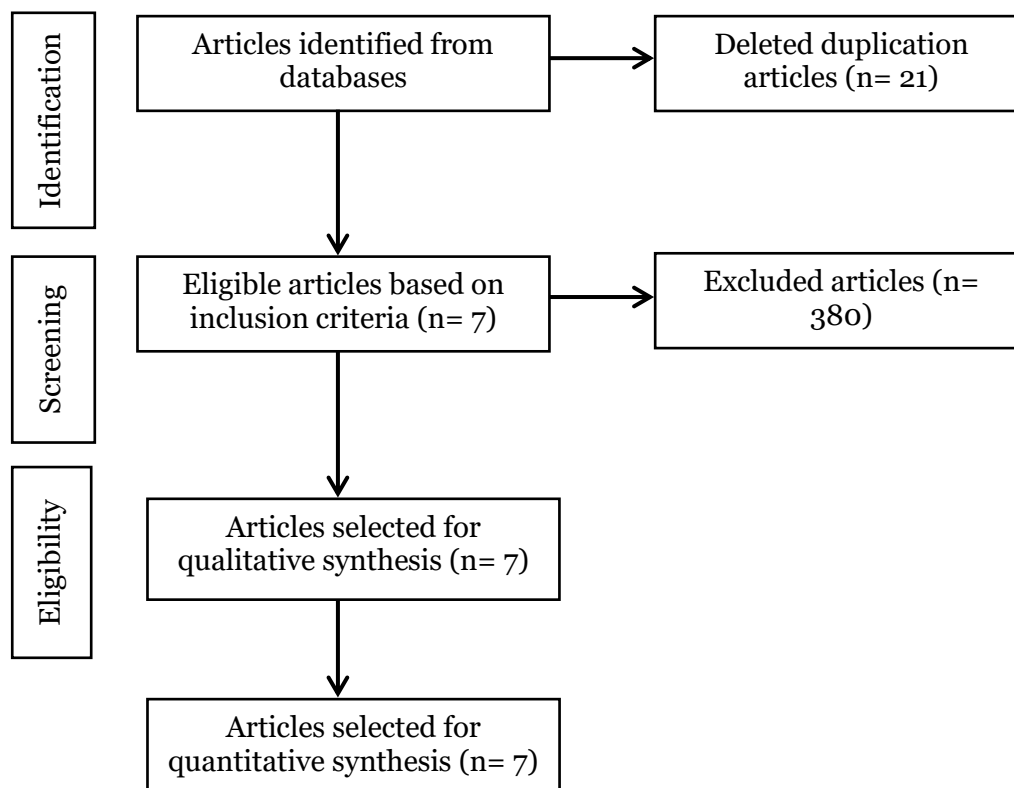 Identification
Articles identified from
databases
Deleted duplication
articles (n= 21)
Screening
Eligible articles based on
inclusion criteria (n= 7)
Excluded articles (n=
380)
Eligibility
Articles selected for
qualitative synthesis (n= 7)
Articles selected for
quantitative synthesis (n= 7)